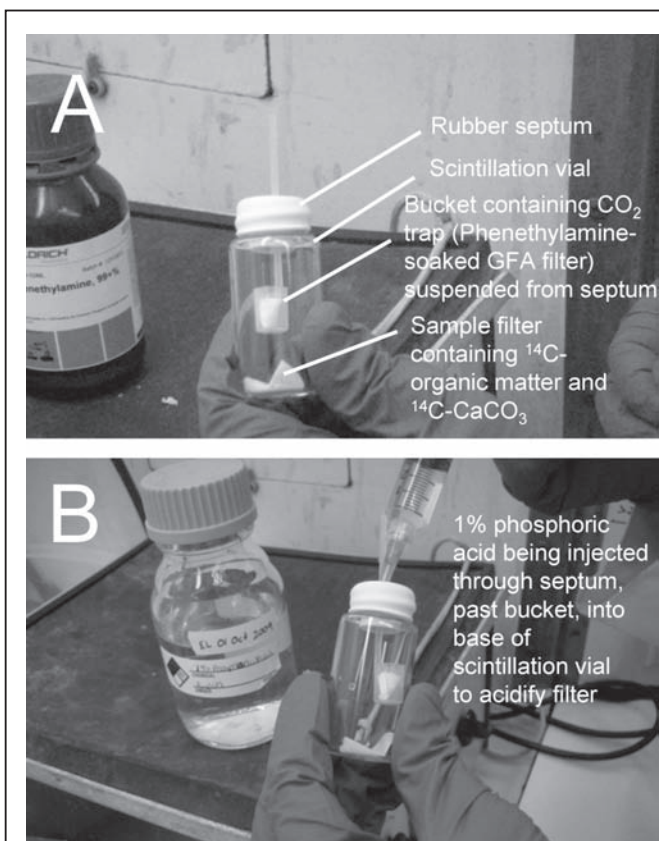 A
Rubber septum
Scintillation vial
Bucket containing CO₂
trap (Phenethylamine-
soaked GFA filter)
suspended from septum
Sample filter
containing ¹⁴C-
organic matter and
¹⁴C-CaCO₃
LDRICH
nethylamine, 99+%
B
1% phosphoric
acid being injected
through septum,
past bucket, into
base of
scintillation vial
to acidify filter
01 Oct 2009